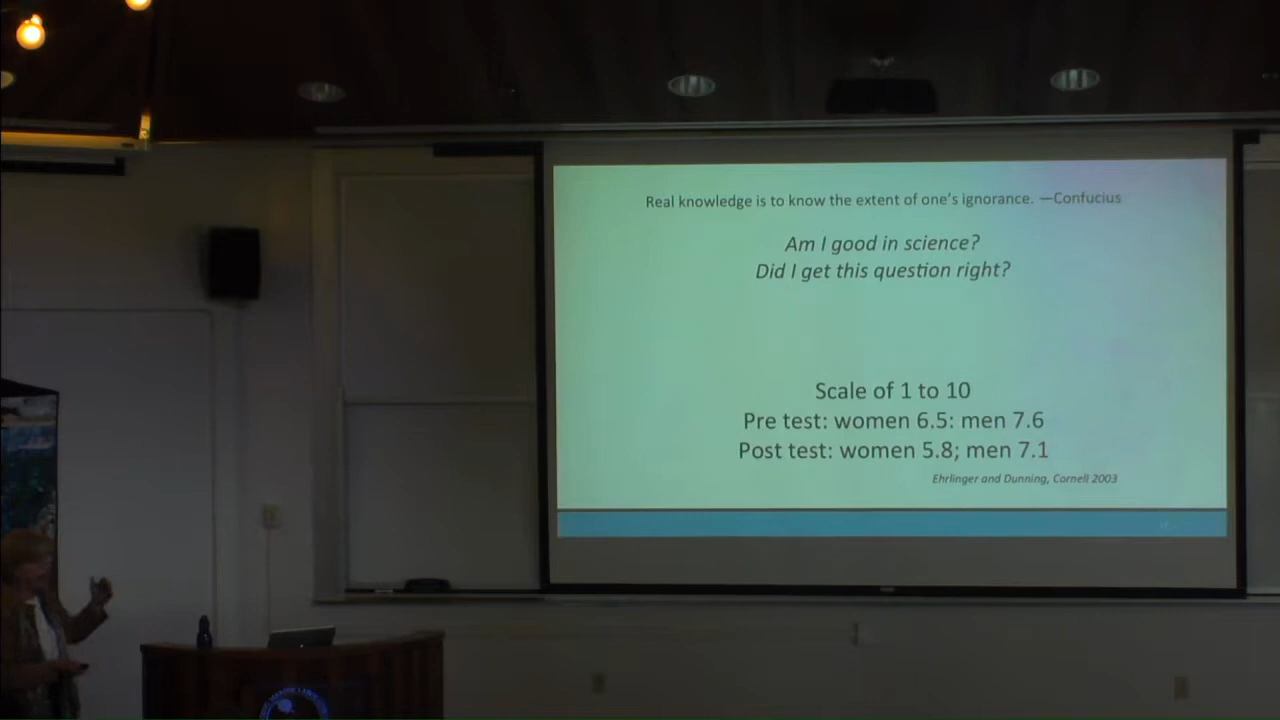 Real knowledge is to know the extent of one's ignorance. —Confucius
Am I good in science?
Did I get this question right?
Scale of 1 to 10
Pre test: women 6.5: men 7.6
Post test: women 5.8; men 7.1
Ehrlinger and Dunning, Cornell 2003